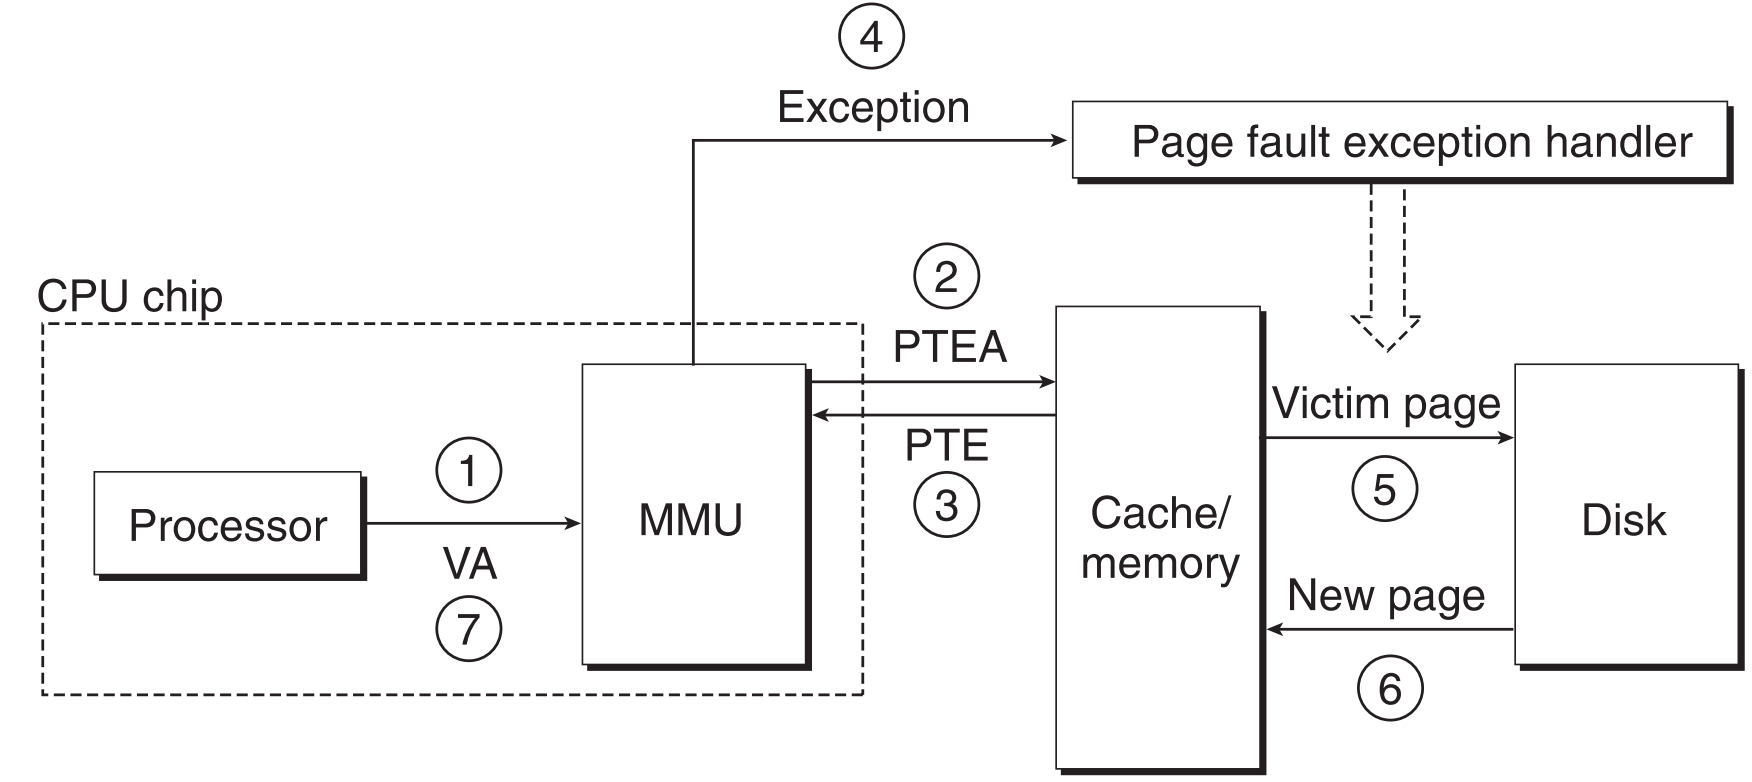 4
Exception
Page fault exception handler
2
CPU chip
PTEA
Victim page
PTE
1
5
3
Processor
MMU
Cache/
memory
Disk
VA
New page
7
6